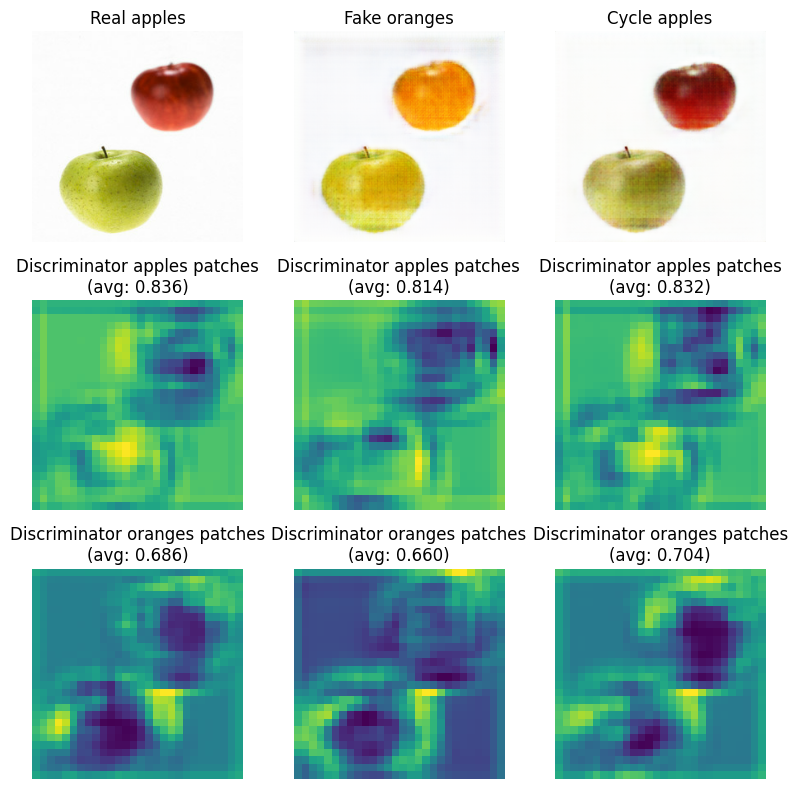 Real apples
Fake oranges
Cycle apples
Discriminator apples patches
(avg: 0.836)
Discriminator apples patches
(avg: 0.814)
Discriminator apples patches
(avg: 0.832)
Discriminator oranges patches
(avg: 0.686)
Discriminator oranges patches
(avg: 0.660)
Discriminator oranges patches
(avg: 0.704)